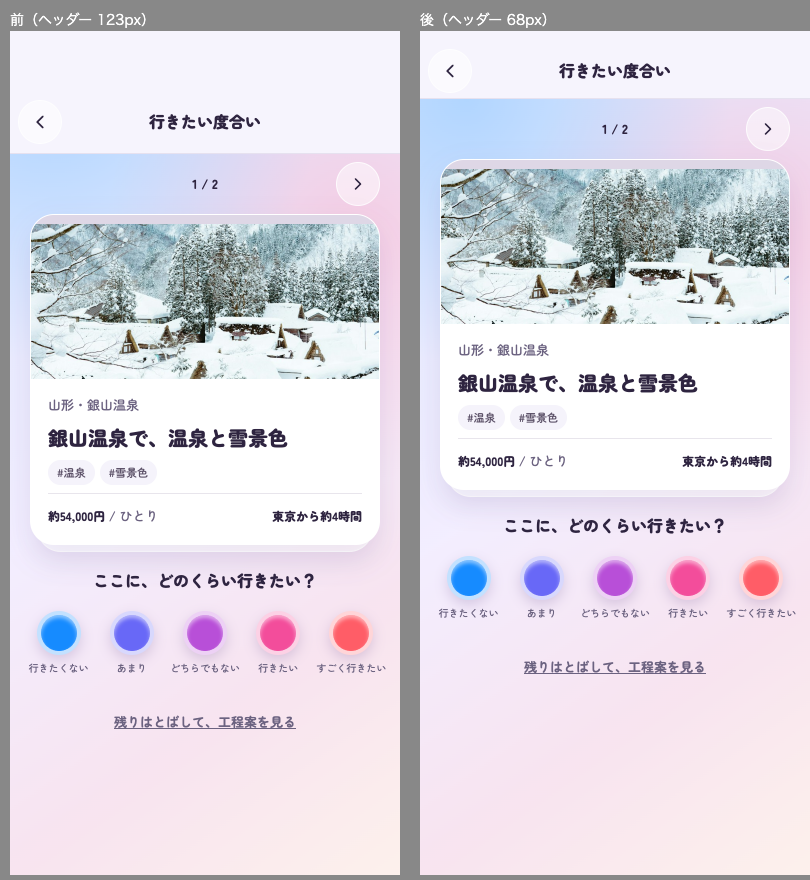 前（ヘッダー 123px）
行きたい度合い
1 / 2
山形・銀山温泉
銀山温泉で、温泉と雪景色
#温泉 #雪景色
約54,000円 / ひとり 東京から約4時間
ここに、どのくらい行きたい？
行きたくない あまり どちらでもない 行きたい すごく行きたい
残りはとばして、工程案を見る
後（ヘッダー 68px）
行きたい度合い
1 / 2
山形・銀山温泉
銀山温泉で、温泉と雪景色
#温泉 #雪景色
約54,000円 / ひとり 東京から約4時間
ここに、どのくらい行きたい？
行きたくない あまり どちらでもない 行きたい すごく行きたい
残りはとばして、工程案を見る